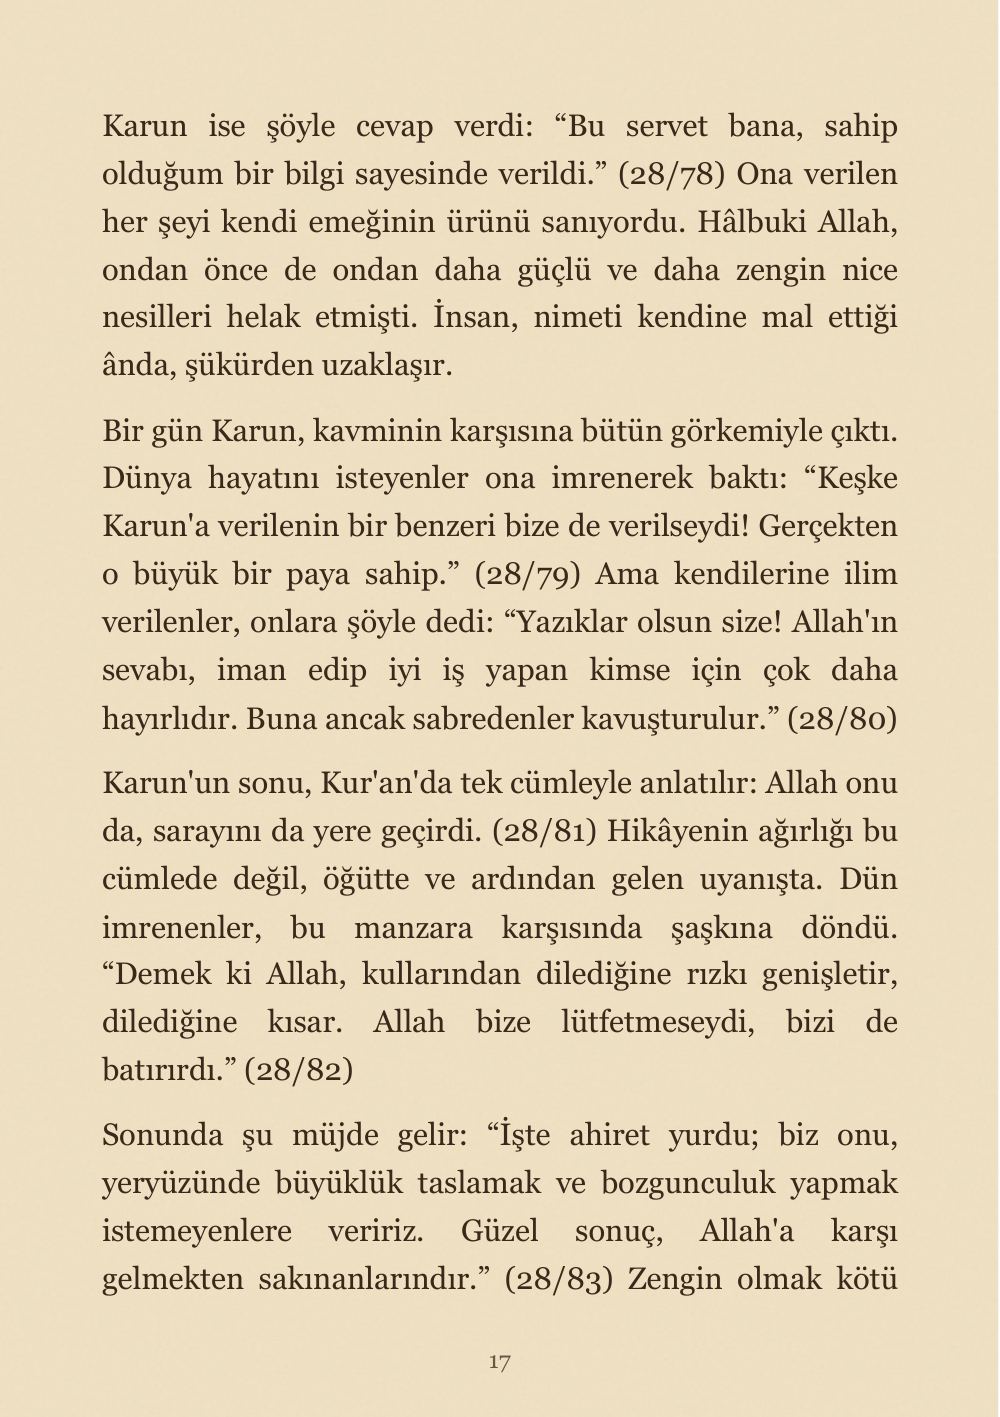 Karun ise şöyle cevap verdi: “Bu servet bana, sahip
olduğum bir bilgi sayesinde verildi.” (28/78) Ona verilen
her şeyi kendi emeğinin ürünü sanıyordu. Hâlbuki Allah,
ondan önce de ondan daha güçlü ve daha zengin nice
nesilleri helak etmişti. İnsan, nimeti kendine mal ettiği
ânda, şükürden uzaklaşır.
Bir gün Karun, kavminin karşısına bütün görkemiyle çıktı.
Dünya hayatını isteyenler ona imrenerek baktı: “Keşke
Karun'a verilenin bir benzeri bize de verilseydi! Gerçekten
o büyük bir paya sahip.” (28/79) Ama kendilerine ilim
verilenler, onlara şöyle dedi: “Yazıklar olsun size! Allah'ın
sevabı, iman edip iyi iş yapan kimse için çok daha
hayırlıdır. Buna ancak sabredenler kavuşturulur.” (28/80)
Karun'un sonu, Kur'an'da tek cümleyle anlatılır: Allah onu
da, sarayını da yere geçirdi. (28/81) Hikâyenin ağırlığı bu
cümlede değil, öğütte ve ardından gelen uyanışta. Dün
imrenenler, bu manzara karşısında şaşkına döndü.
“Demek ki Allah, kullarından dilediğine rızkı genişletir,
dilediğine kısar. Allah bize lütfetmeseydi, bizi de
batırırdı.” (28/82)
Sonunda şu müjde gelir: “İşte ahiret yurdu; biz onu,
yeryüzünde büyüklük taslamak ve bozgunculuk yapmak
istemeyenlere veririz. Güzel sonuç, Allah'a karşı
gelmekten sakınanlarındır.” (28/83) Zengin olmak kötü
17